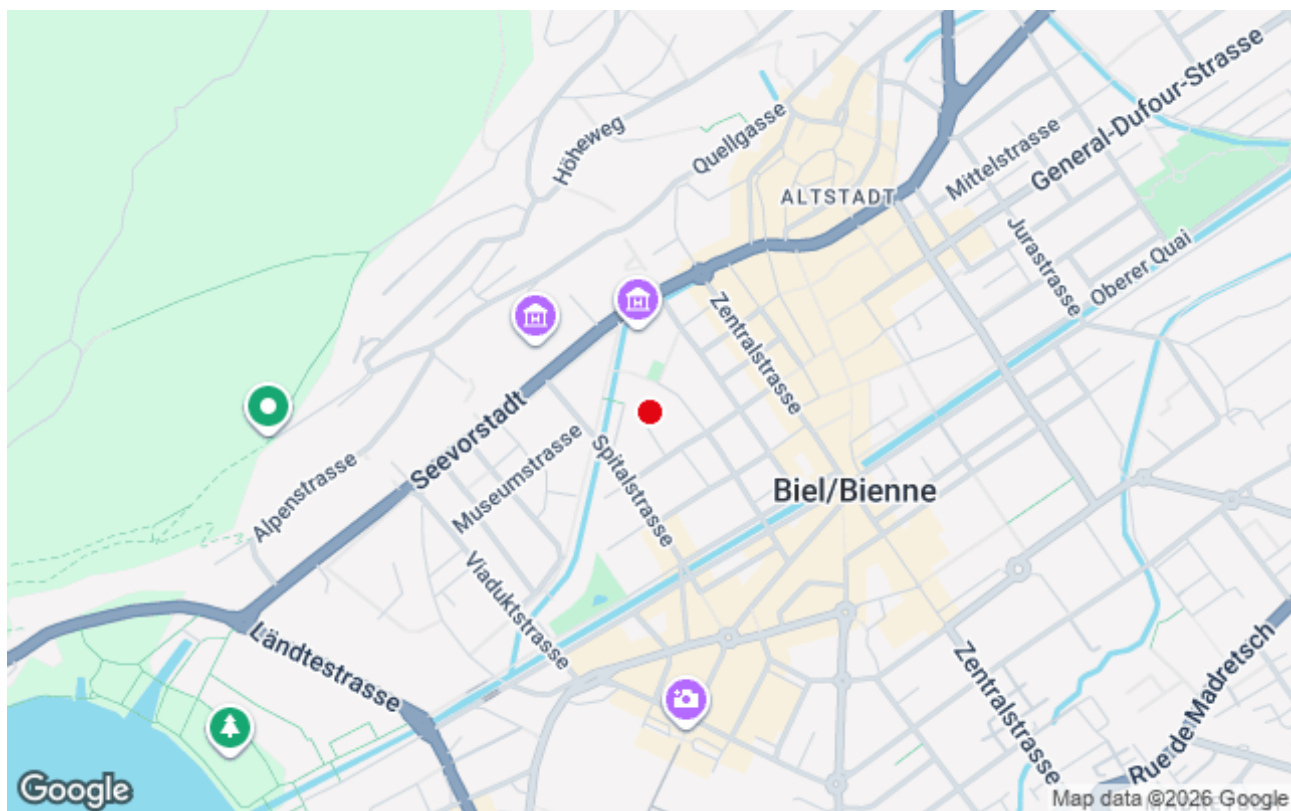 Höheweg
Quellgasse
ALTSTADT
Mittelstrasse
General-Dufour-Strasse
Jurastrasse
Oberer Quai
Zentralstrasse
Seevorstadt
Museumstrasse
Spitalstrasse
Biel/Bienne
Alpenstrasse
Viaduktstrasse
Ländtestrasse
Zentralstrasse
Rue de Madretsch
Google
Map data ©2026 Google